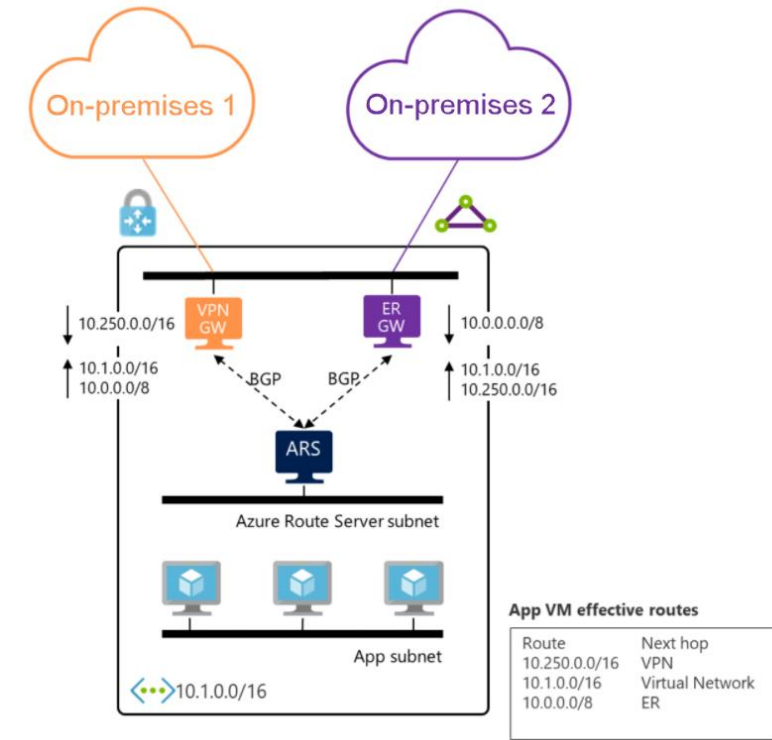 On-premises 1
On-premises 2
VPN
GW
ER
GW
10.250.0.0/16
10.1.0.0/16
10.0.0.0/8
10.0.0.0.0/8
10.1.0.0/16
10.250.0.0/16
BGP
BGP
ARS
Azure Route Server subnet
App subnet
10.1.0.0/16
App VM effective routes
Route Next hop
10.250.0.0/16 VPN
10.1.0.0/16 Virtual Network
10.0.0.0/8 ER